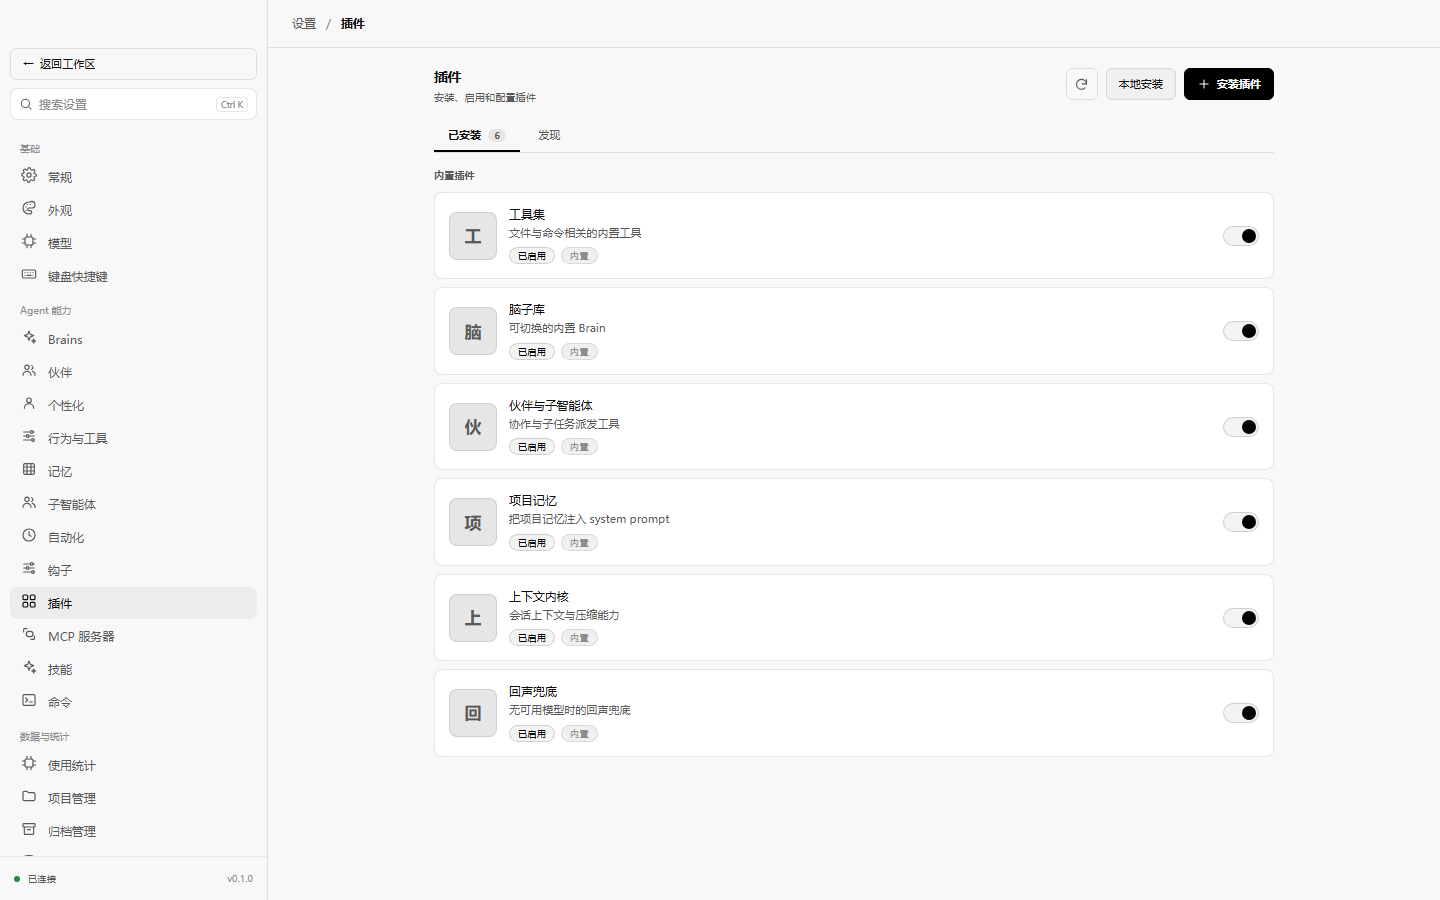 ← 返回工作区
搜索设置 Ctrl K
基础
常规
外观
模型
键盘快捷键
Agent 能力
Brains
伙伴
个性化
行为与工具
记忆
子智能体
自动化
钩子
插件
MCP 服务器
技能
命令
数据与统计
使用统计
项目管理
归档管理
已连接 v0.1.0
设置 / 插件
插件
安装、启用和配置插件
本地安装
+ 安装插件
已安装 6
发现
内置插件
工
工具集
文件与命令相关的内置工具
已启用 内置
脑
脑子库
可切换的内置 Brain
已启用 内置
伙
伙伴与子智能体
协作与子任务派发工具
已启用 内置
项
项目记忆
把项目记忆注入 system prompt
已启用 内置
上
上下文内核
会话上下文与压缩能力
已启用 内置
回
回声兜底
无可用模型时的回声兜底
已启用 内置